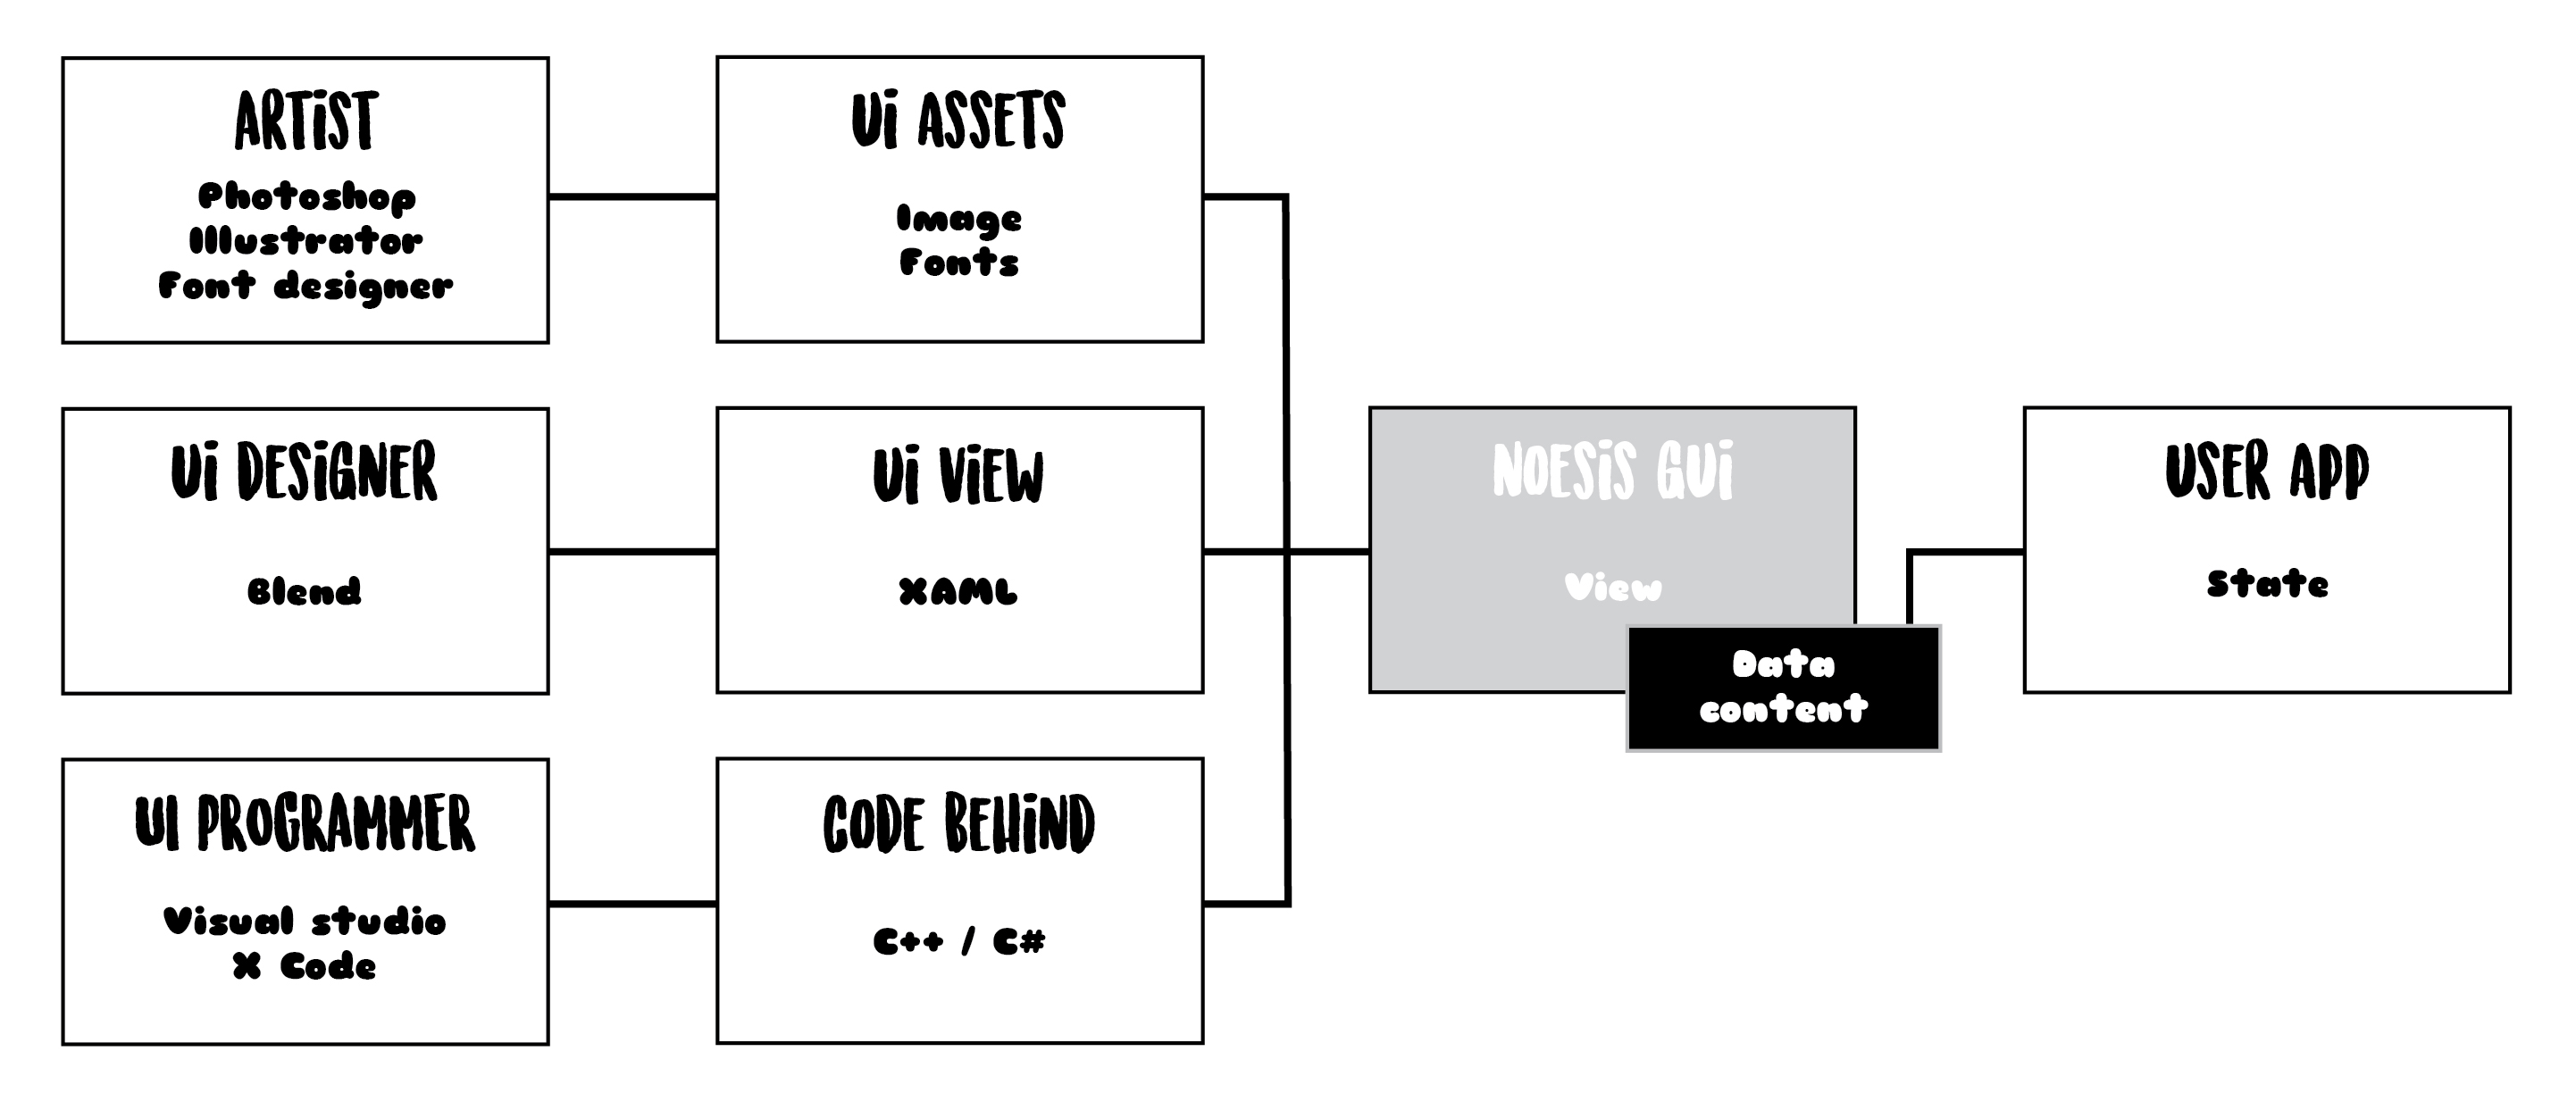 ARTiST
Photoshop
Illustrator
Font designer
Ui ASSETS
Image
Fonts
Ui DESiGNER
Blend
Ui ViEW
XAML
NOESiS GUi
View
Data
content
USER APP
State
UI PROGRAMMER
Visual studio
X Code
CODE BEHiND
C++ / C#